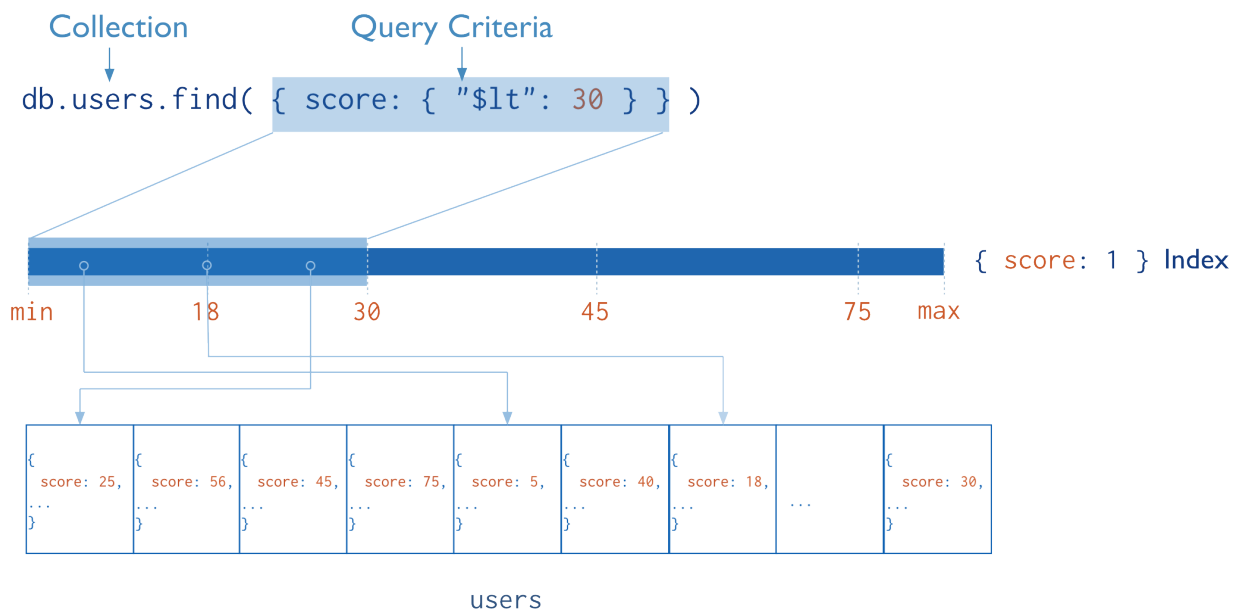 Collection Query Criteria
db.users.find( { score: { "$lt": 30 } } )
{ score: 1 } Index
min 18 30 45 75 max
{ { { { { { { {
score: 25, score: 56, score: 45, score: 75, score: 5, score: 40, score: 18, score: 30,
... ... ... ... ... ... ... ... ...
} } } } } } } }
users